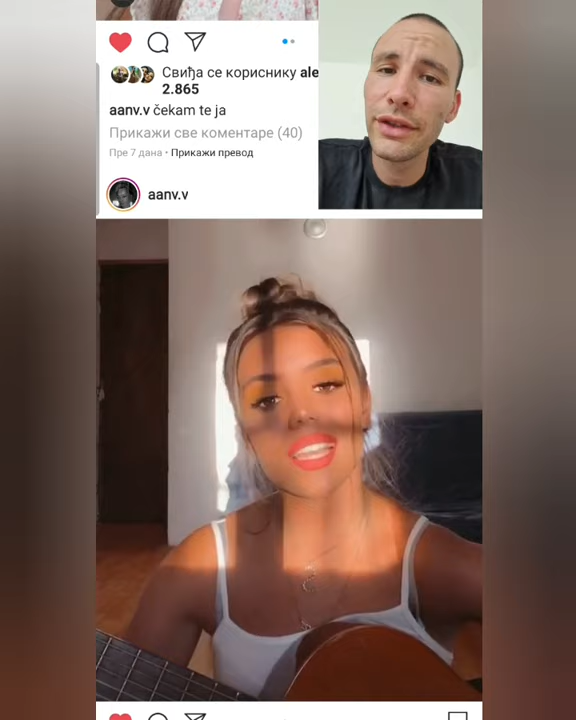 Свиђа се кориснику ale
2.865
aanv.v čekam te ja
Прикажи све коментаре (40)
Пре 7 дана • Прикажи превод
aanv.v